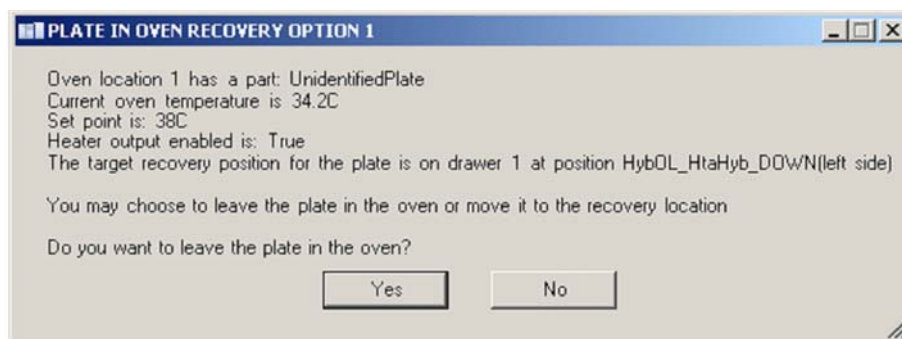 PLATE IN OVEN RECOVERY OPTION 1
Oven location 1 has a part: UnidentifiedPlate
Current oven temperature is 34.2C
Set point is: 38C
Heater output enabled is: True
The target recovery position for the plate is on drawer 1 at position HybOL_HtaHyb_DOWN(left side)
You may choose to leave the plate in the oven or move it to the recovery location
Do you want to leave the plate in the oven?
Yes No